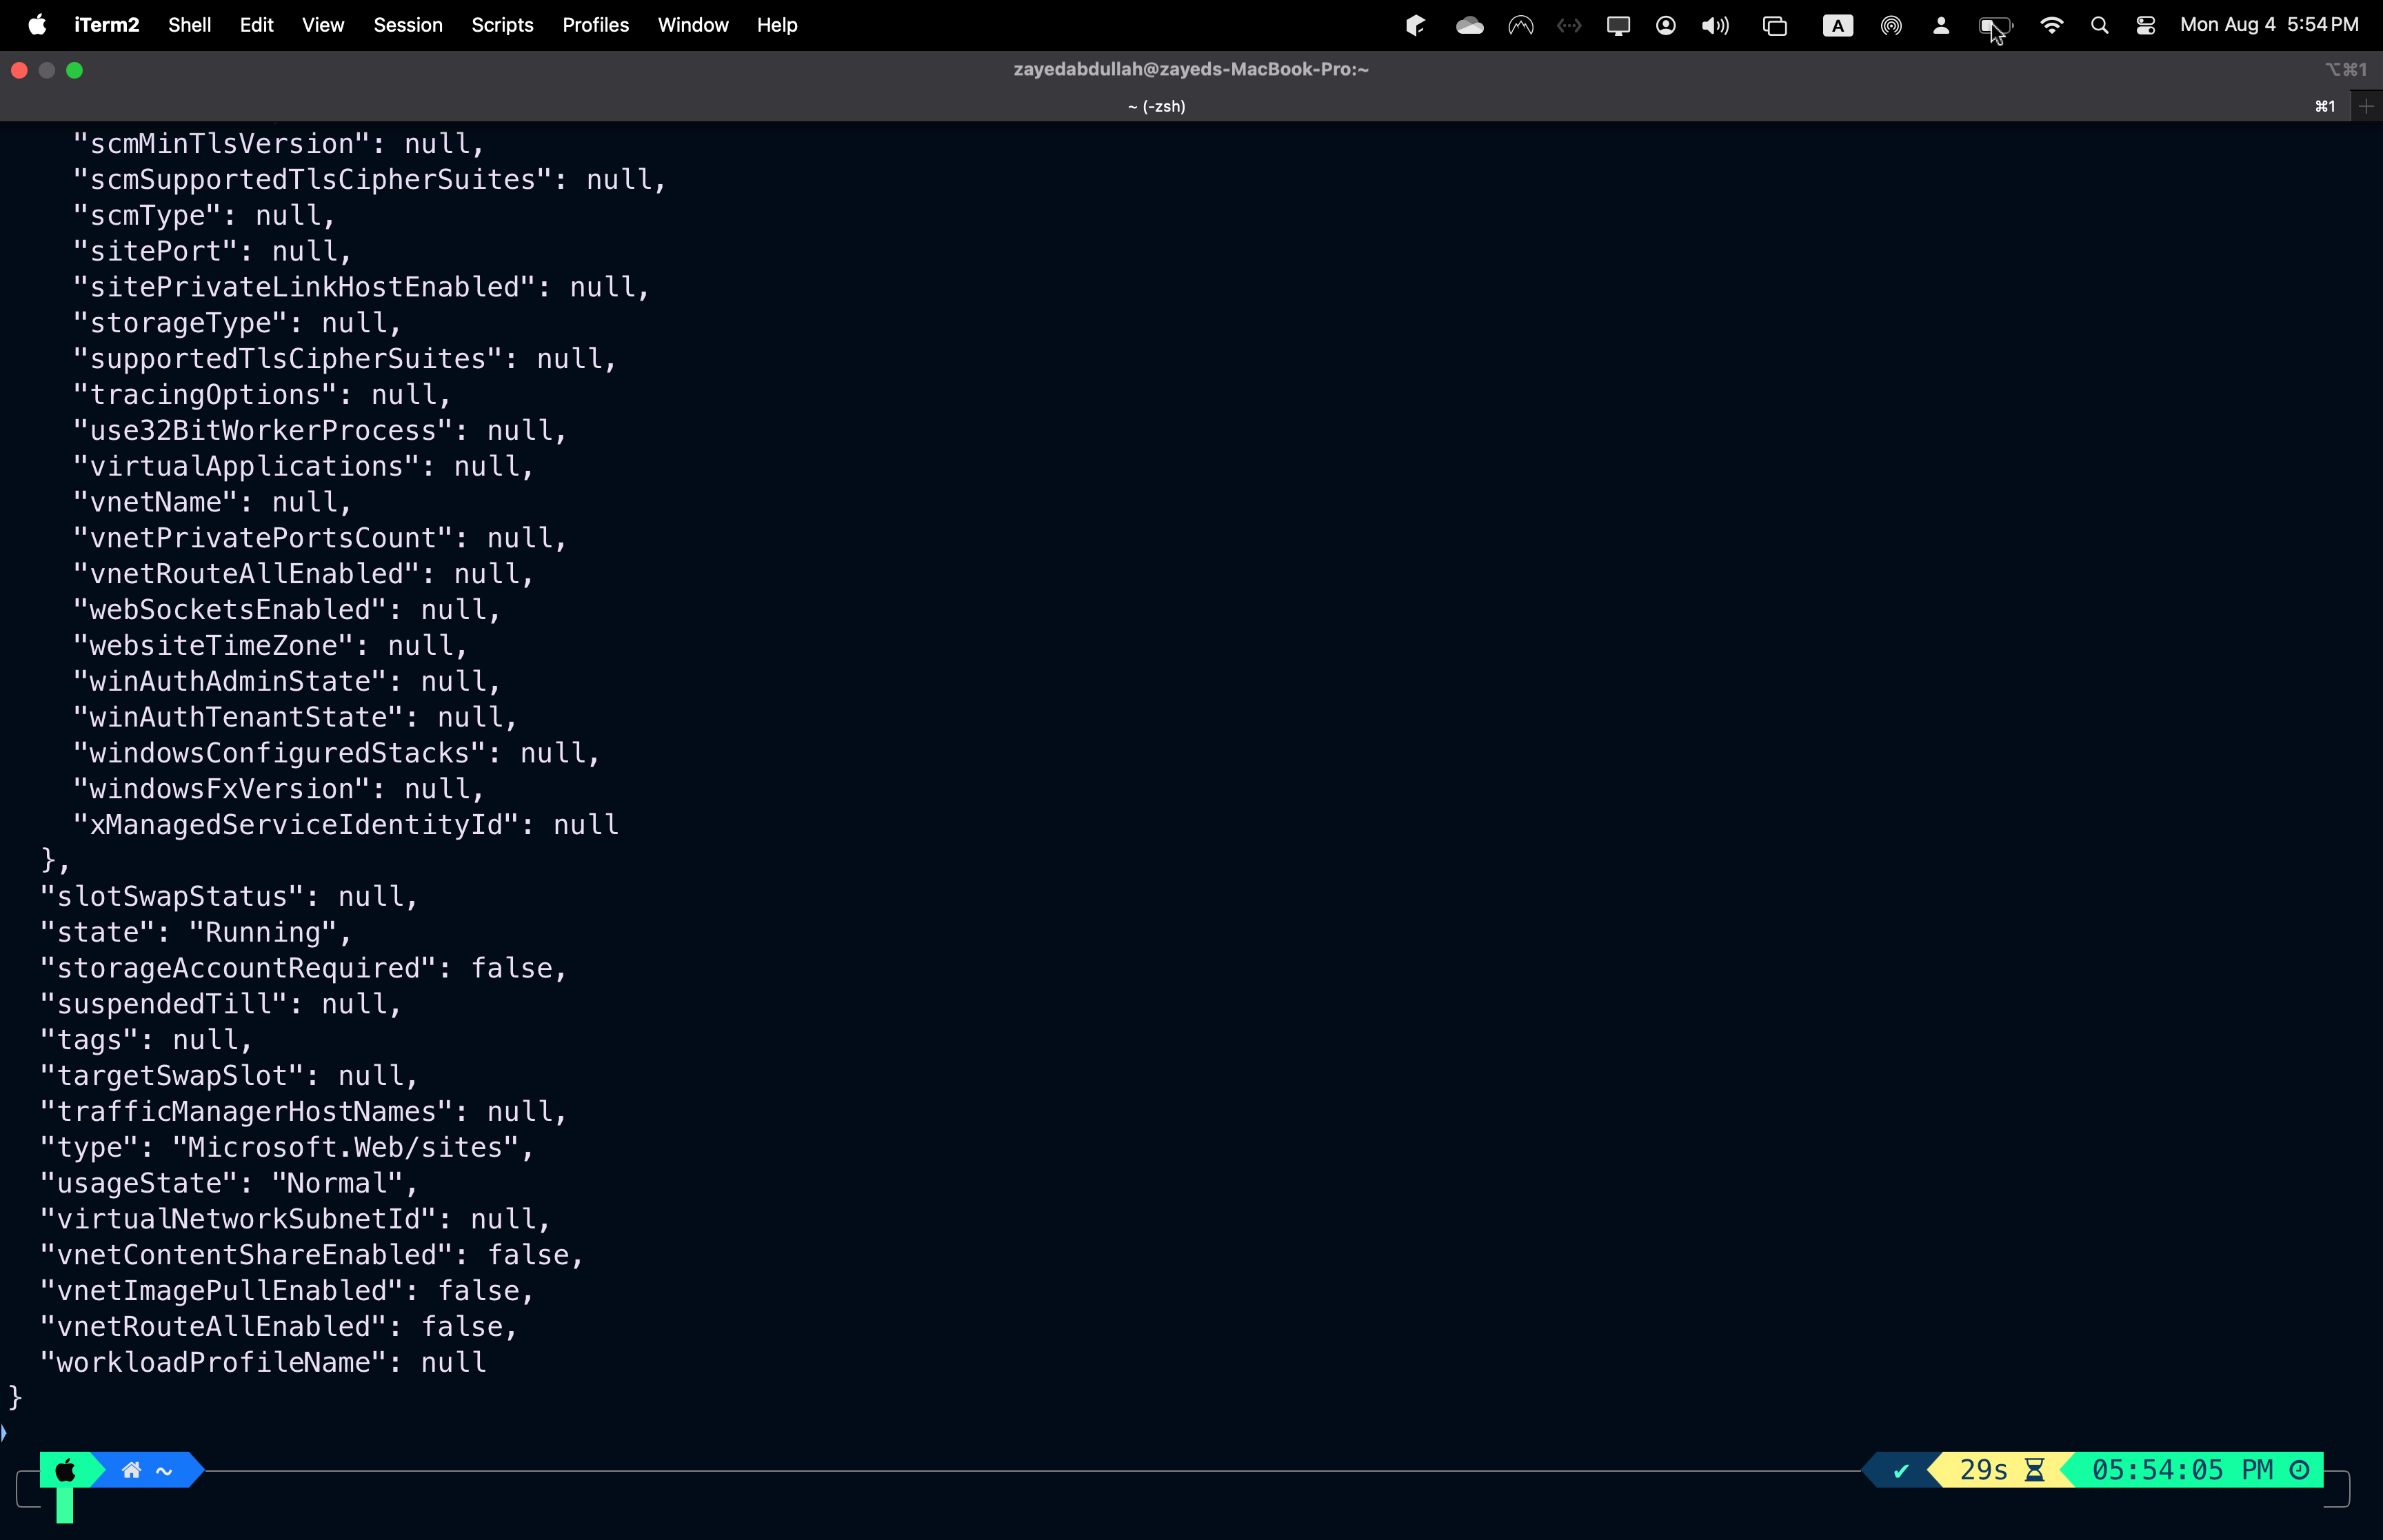 iTerm2 Shell Edit View Session Scripts Profiles Window Help A Mon Aug 4 5:54 PM
zayedabdullah@zayeds-MacBook-Pro:~ ⌥⌘1
~ (-zsh) ⌘1
"scmMinTlsVersion": null,
"scmSupportedTlsCipherSuites": null,
"scmType": null,
"sitePort": null,
"sitePrivateLinkHostEnabled": null,
"storageType": null,
"supportedTlsCipherSuites": null,
"tracingOptions": null,
"use32BitWorkerProcess": null,
"virtualApplications": null,
"vnetName": null,
"vnetPrivatePortsCount": null,
"vnetRouteAllEnabled": null,
"webSocketsEnabled": null,
"websiteTimeZone": null,
"winAuthAdminState": null,
"winAuthTenantState": null,
"windowsConfiguredStacks": null,
"windowsFxVersion": null,
"xManagedServiceIdentityId": null
},
"slotSwapStatus": null,
"state": "Running",
"storageAccountRequired": false,
"suspendedTill": null,
"tags": null,
"targetSwapSlot": null,
"trafficManagerHostNames": null,
"type": "Microsoft.Web/sites",
"usageState": "Normal",
"virtualNetworkSubnetId": null,
"vnetContentShareEnabled": false,
"vnetImagePullEnabled": false,
"vnetRouteAllEnabled": false,
"workloadProfileName": null
}
~ ✔ 29s 05:54:05 PM